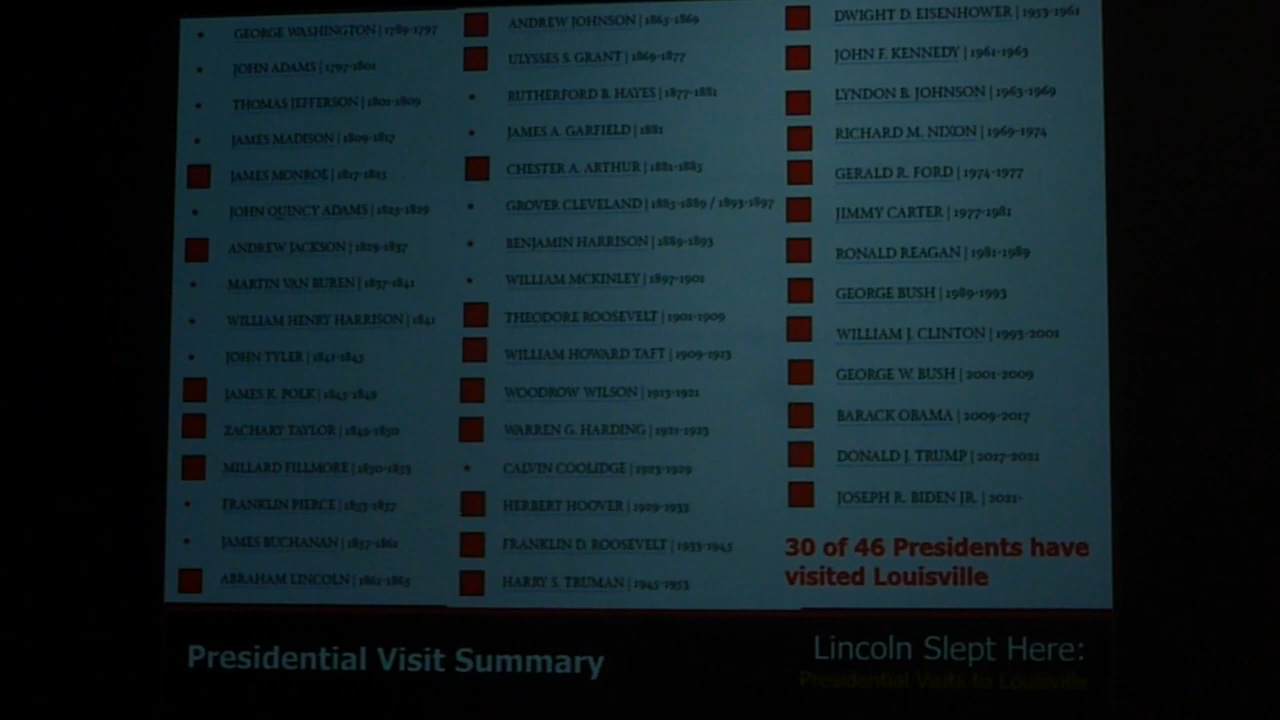 GEORGE WASHINGTON | 1789-1797
JOHN ADAMS | 1797-1801
THOMAS JEFFERSON | 1801-1809
JAMES MADISON | 1809-1817
JAMES MONROE | 1817-1825
JOHN QUINCY ADAMS | 1825-1829
ANDREW JACKSON | 1829-1837
MARTIN VAN BUREN | 1837-1841
WILLIAM HENRY HARRISON | 1841
JOHN TYLER | 1841-1845
JAMES K. POLK | 1845-1849
ZACHARY TAYLOR | 1849-1850
MILLARD FILLMORE | 1850-1853
FRANKLIN PIERCE | 1853-1857
JAMES BUCHANAN | 1857-1861
ABRAHAM LINCOLN | 1861-1865
ANDREW JOHNSON | 1865-1869
ULYSSES S. GRANT | 1869-1877
RUTHERFORD B. HAYES | 1877-1881
JAMES A. GARFIELD | 1881
CHESTER A. ARTHUR | 1881-1885
GROVER CLEVELAND | 1885-1889 / 1893-1897
BENJAMIN HARRISON | 1889-1893
WILLIAM MCKINLEY | 1897-1901
THEODORE ROOSEVELT | 1901-1909
WILLIAM HOWARD TAFT | 1909-1913
WOODROW WILSON | 1913-1921
WARREN G. HARDING | 1921-1923
CALVIN COOLIDGE | 1923-1929
HERBERT HOOVER | 1929-1933
FRANKLIN D. ROOSEVELT | 1933-1945
HARRY S. TRUMAN | 1945-1953
DWIGHT D. EISENHOWER | 1953-1961
JOHN F. KENNEDY | 1961-1963
LYNDON B. JOHNSON | 1963-1969
RICHARD M. NIXON | 1969-1974
GERALD R. FORD | 1974-1977
JIMMY CARTER | 1977-1981
RONALD REAGAN | 1981-1989
GEORGE BUSH | 1989-1993
WILLIAM J. CLINTON | 1993-2001
GEORGE W. BUSH | 2001-2009
BARACK OBAMA | 2009-2017
DONALD J. TRUMP | 2017-2021
JOSEPH R. BIDEN JR. | 2021-
30 of 46 Presidents have
visited Louisville
Presidential Visit Summary
Lincoln Slept Here:
Presidential Visits to Louisville